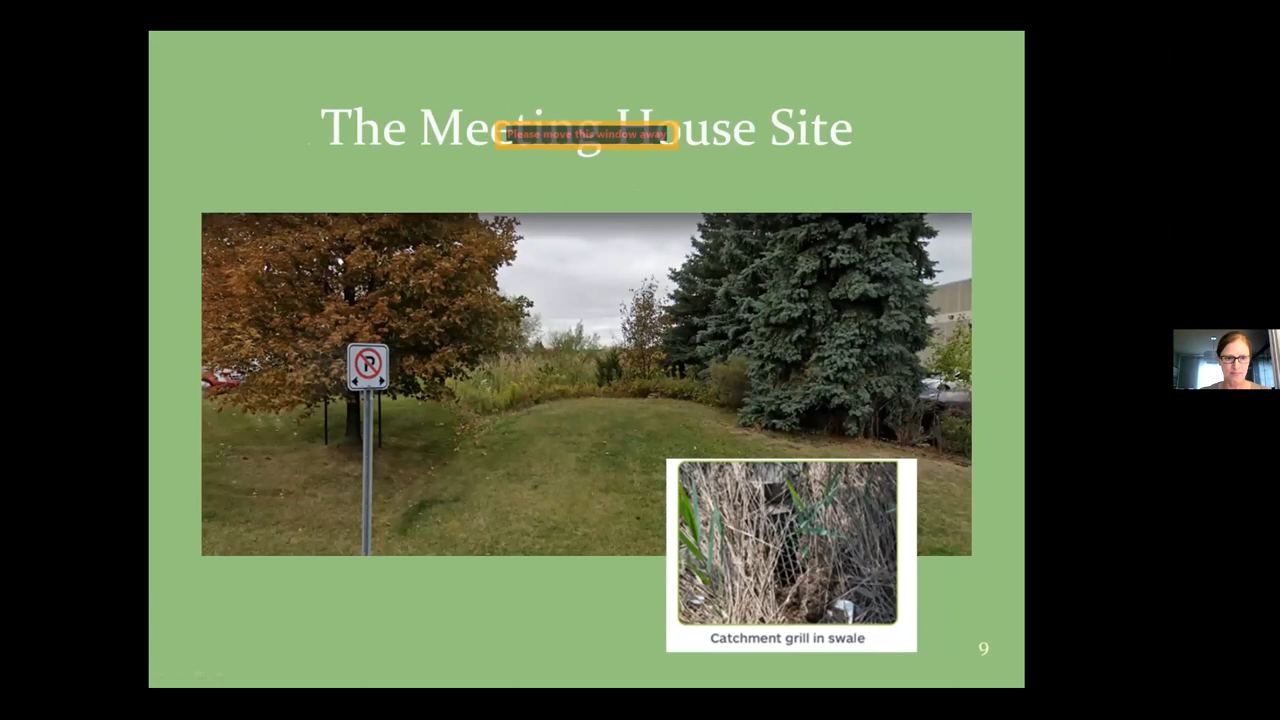 The Meeting House Site
Please move this window away
P
Catchment grill in swale
9